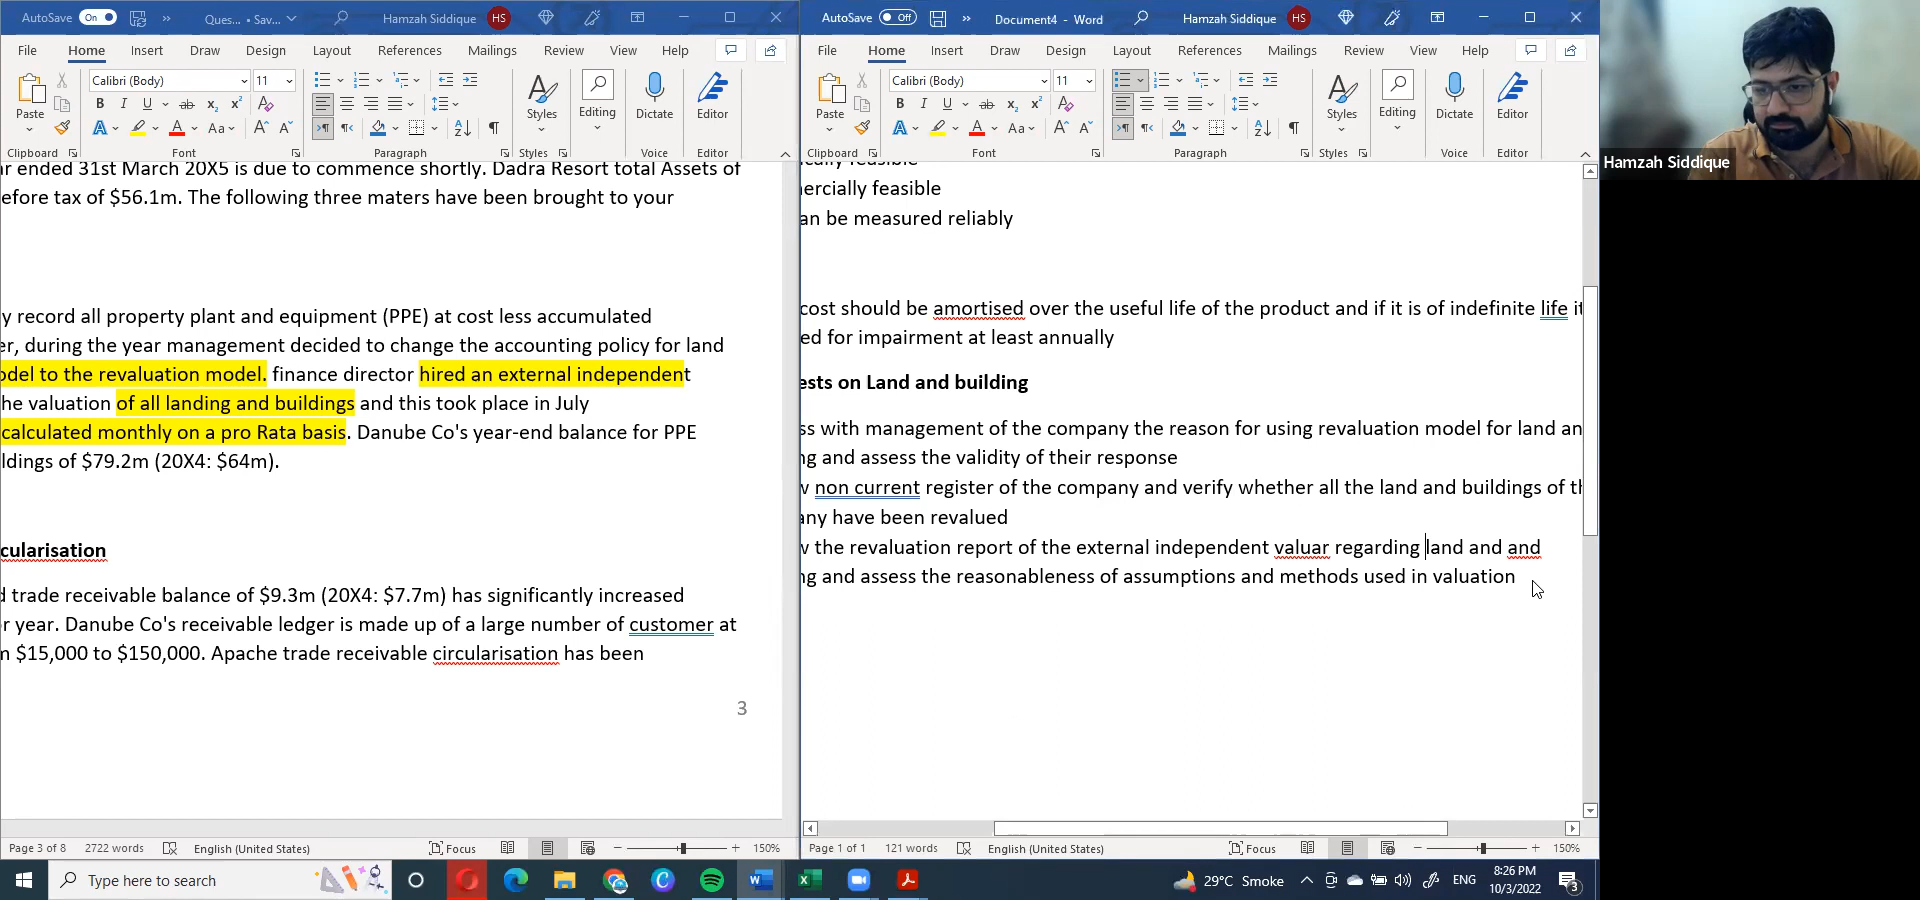 AutoSave On Ques... • Sav... Hamzah Siddique HS
File Home Insert Draw Design Layout References Mailings Review View Help
Calibri (Body) 11
Paste Styles Editing Dictate Editor
Clipboard Font Paragraph Styles Voice Editor
r ended 31st March 20X5 is due to commence shortly. Dadra Resort total Assets of
efore tax of $56.1m. The following three maters have been brought to your
y record all property plant and equipment (PPE) at cost less accumulated
er, during the year management decided to change the accounting policy for land
odel to the revaluation model. finance director hired an external independent
he valuation of all landing and buildings and this took place in July
calculated monthly on a pro Rata basis. Danube Co's year-end balance for PPE
ldings of $79.2m (20X4: $64m).
cularisation
d trade receivable balance of $9.3m (20X4: $7.7m) has significantly increased
r year. Danube Co's receivable ledger is made up of a large number of customer at
m $15,000 to $150,000. Apache trade receivable circularisation has been
3
Page 3 of 8 2722 words English (United States) Focus 150%
AutoSave Off Document4 - Word Hamzah Siddique HS
File Home Insert Draw Design Layout References Mailings Review View Help
Calibri (Body) 11
Paste Styles Editing Dictate Editor
Clipboard Font Paragraph Styles Voice Editor
ically feasible
ercially feasible
an be measured reliably
cost should be amortised over the useful life of the product and if it is of indefinite life it
ed for impairment at least annually
ests on Land and building
ss with management of the company the reason for using revaluation model for land an
ng and assess the validity of their response
w non current register of the company and verify whether all the land and buildings of th
any have been revalued
w the revaluation report of the external independent valuar regarding land and and
ng and assess the reasonableness of assumptions and methods used in valuation
Page 1 of 1 121 words English (United States) Focus 150%
Hamzah Siddique
Type here to search 29°C Smoke ENG 8:26 PM
10/3/2022 3